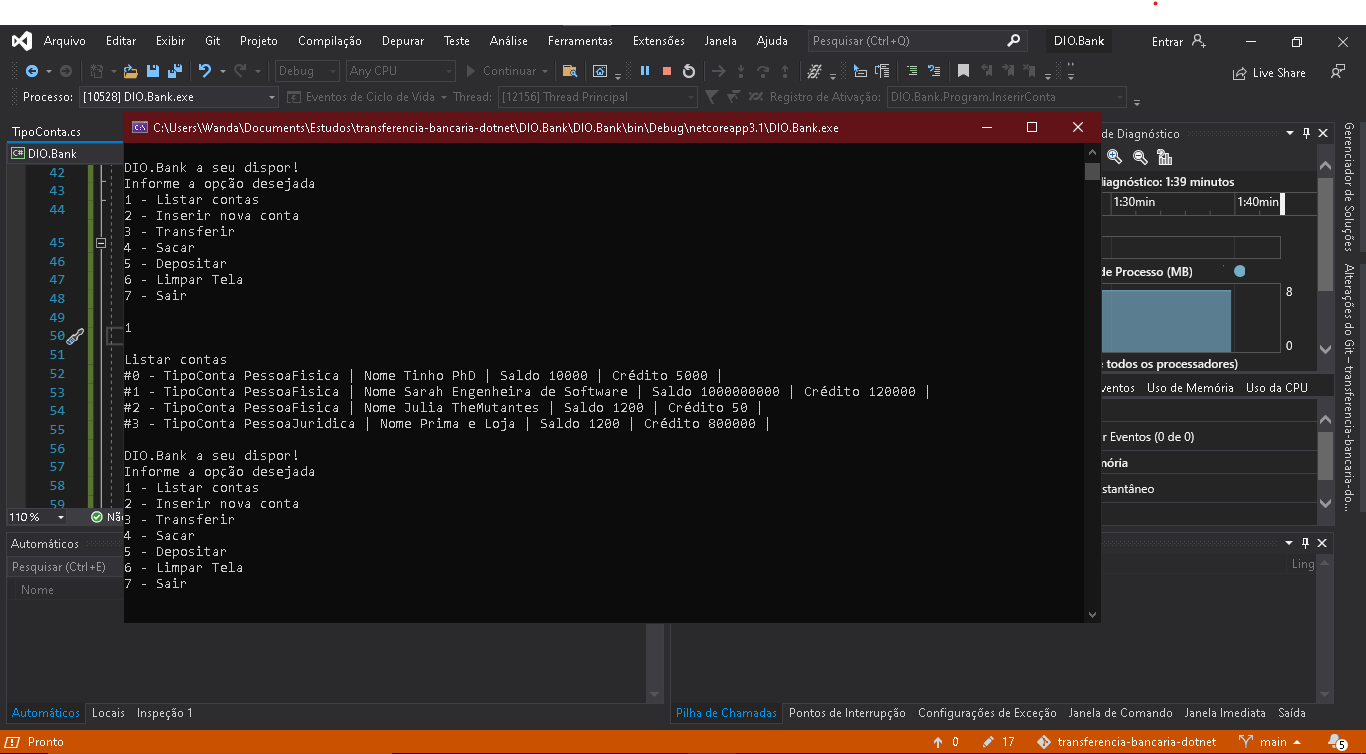 Arquivo Editar Exibir Git Projeto Compilação Depurar Teste Análise Ferramentas Extensões Janela Ajuda Pesquisar (Ctrl+Q) DIO.Bank Entrar
Debug Any CPU Continuar Live Share
Processo: [10528] DIO.Bank.exe Eventos de Ciclo de Vida Thread: [12156] Thread Principal Registro de Ativação: DIO.Bank.Program.InserirConta
TipoConta.cs
DIO.Bank
42
43
44
45
46
47
48
49
50
51
52
53
54
55
56
57
58
59
110 %
C:\Users\Wanda\Documents\Estudos\transferencia-bancaria-dotnet\DIO.Bank\DIO.Bank\bin\Debug\netcoreapp3.1\DIO.Bank.exe
DIO.Bank a seu dispor!
Informe a opção desejada
1 - Listar contas
2 - Inserir nova conta
3 - Transferir
4 - Sacar
5 - Depositar
6 - Limpar Tela
7 - Sair
1
Listar contas
#0 - TipoConta PessoaFisica | Nome Tinho PhD | Saldo 10000 | Crédito 5000 |
#1 - TipoConta PessoaFisica | Nome Sarah Engenheira de Software | Saldo 1000000000 | Crédito 120000 |
#2 - TipoConta PessoaFisica | Nome Julia TheMutantes | Saldo 1200 | Crédito 50 |
#3 - TipoConta PessoaJuridica | Nome Prima e Loja | Saldo 1200 | Crédito 800000 |
DIO.Bank a seu dispor!
Informe a opção desejada
1 - Listar contas
2 - Inserir nova conta
3 - Transferir
4 - Sacar
5 - Depositar
6 - Limpar Tela
7 - Sair
de Diagnóstico
iagnóstico: 1:39 minutos
1:30min 1:40min
de Processo (MB)
8
0
todos os processadores)
ventos Uso de Memória Uso da CPU
r Eventos (0 de 0)
mória
stantâneo
Gerenciador de Soluções
Alterações do Git – transferencia-bancaria-do...
Automáticos
Pesquisar (Ctrl+E)
Nome
Ling
Automáticos Locais Inspeção 1
Pilha de Chamadas Pontos de Interrupção Configurações de Exceção Janela de Comando Janela Imediata Saída
Pronto 0 17 transferencia-bancaria-dotnet main 5